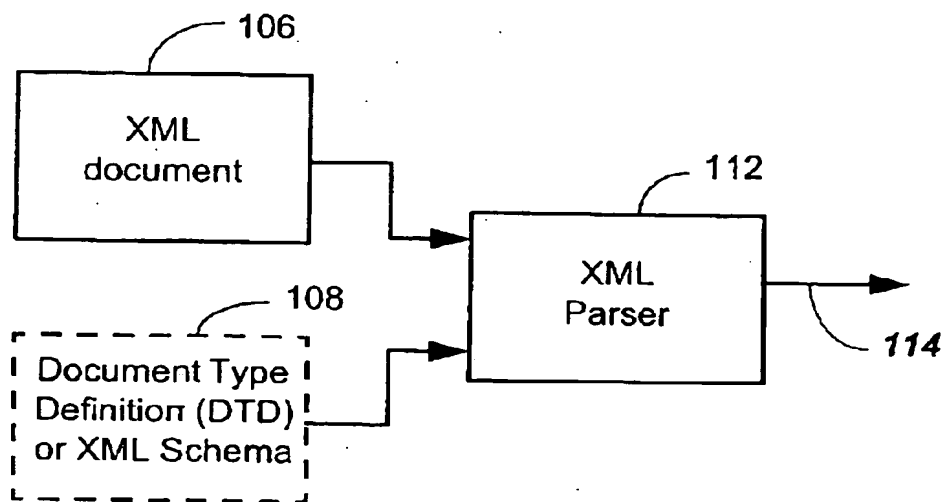 106
XML
document
112
XML
Parser
114
108
Document Type
Definition (DTD)
or XML Schema